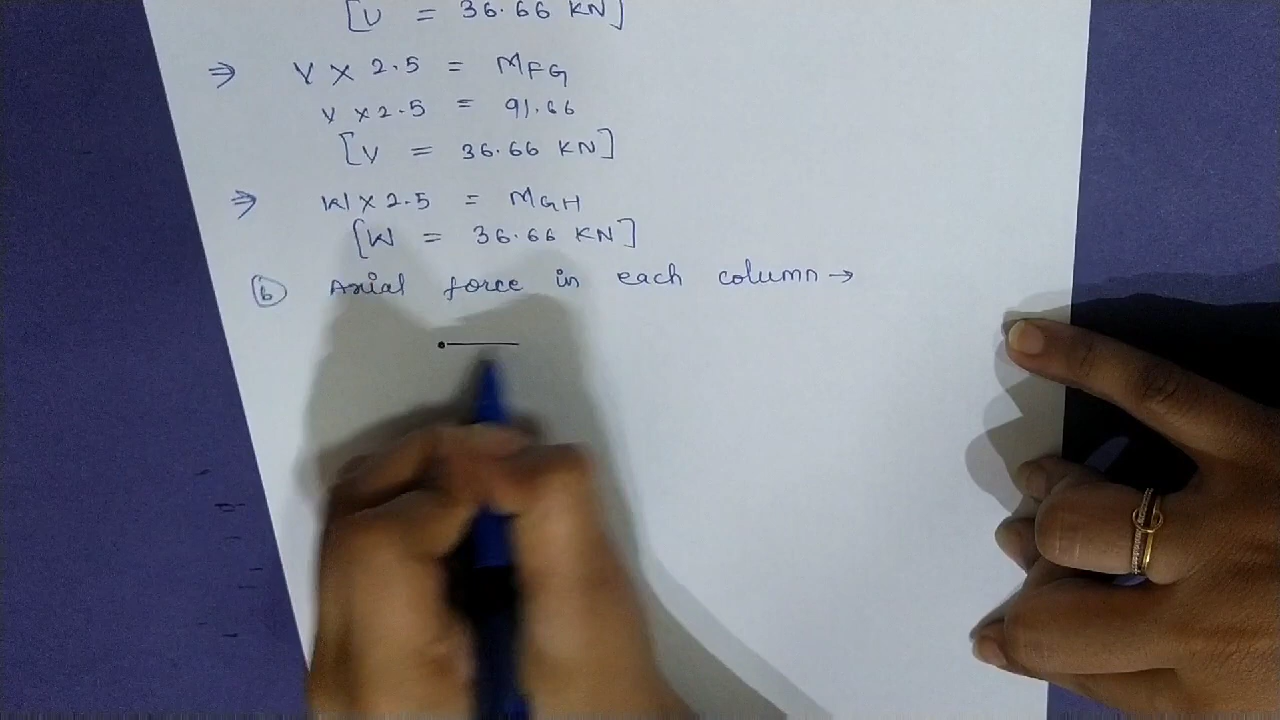 [U = 36.66 KN]
⇒ V × 2.5 = MFG
V × 2.5 = 91.66
[V = 36.66 KN]
⇒ W × 2.5 = MGH
[W = 36.66 KN]
(b) Axial force in each column →